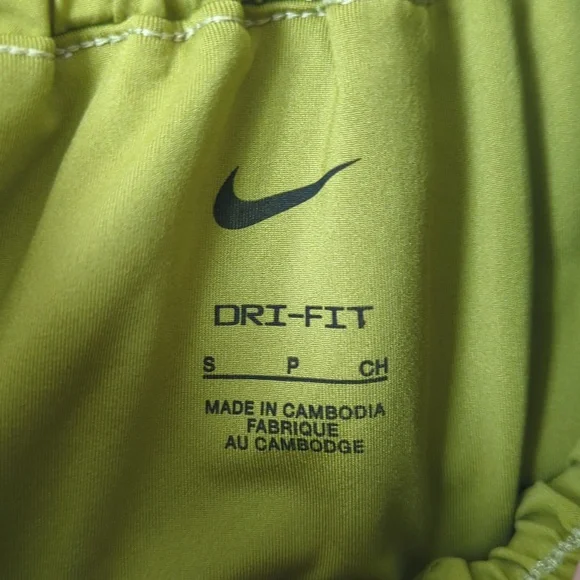 DRI-FIT
S P CH
MADE IN CAMBODIA
FABRIQUE
AU CAMBODGE